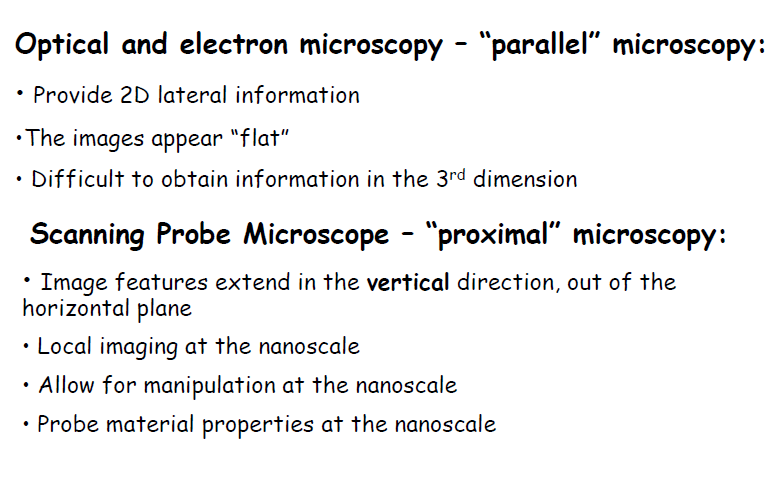 Optical and electron microscopy – “parallel” microscopy:
• Provide 2D lateral information
•The images appear “flat”
• Difficult to obtain information in the 3rd dimension
Scanning Probe Microscope – “proximal” microscopy:
• Image features extend in the vertical direction, out of the
horizontal plane
• Local imaging at the nanoscale
• Allow for manipulation at the nanoscale
• Probe material properties at the nanoscale